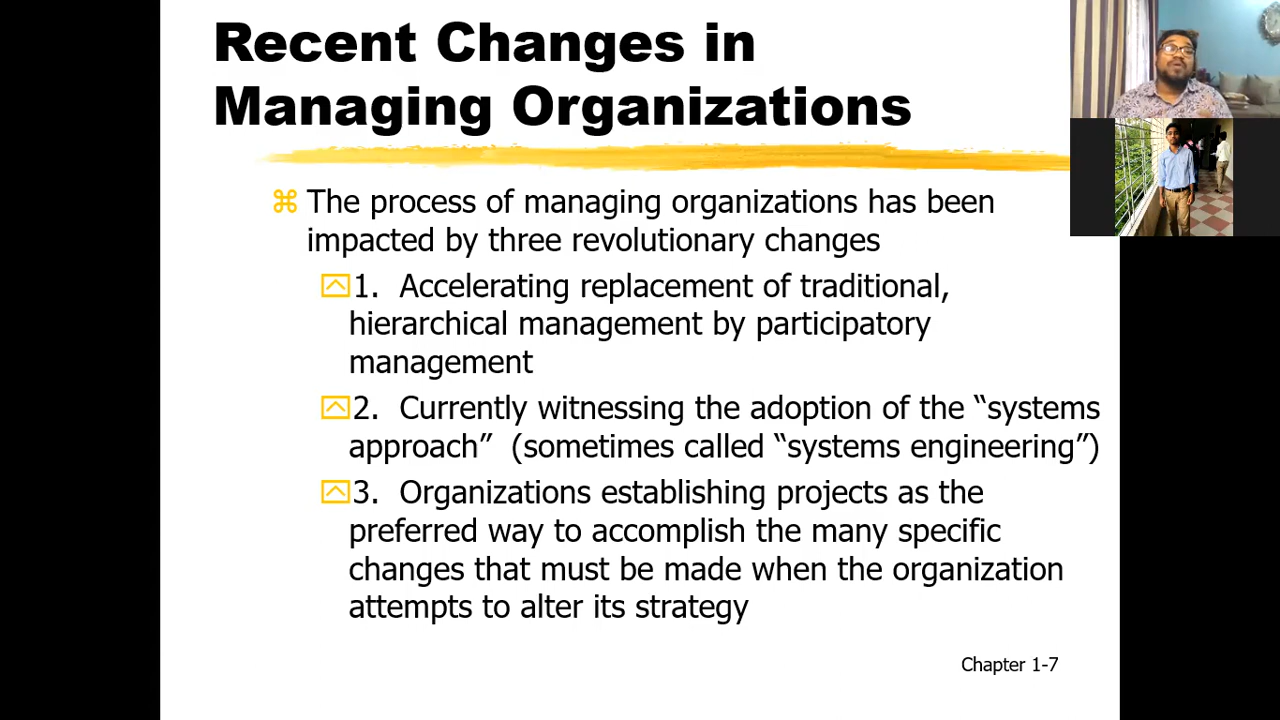 Recent Changes in
Managing Organizations
The process of managing organizations has been
impacted by three revolutionary changes
1. Accelerating replacement of traditional,
hierarchical management by participatory
management
2. Currently witnessing the adoption of the “systems
approach” (sometimes called “systems engineering”)
3. Organizations establishing projects as the
preferred way to accomplish the many specific
changes that must be made when the organization
attempts to alter its strategy
Chapter 1-7